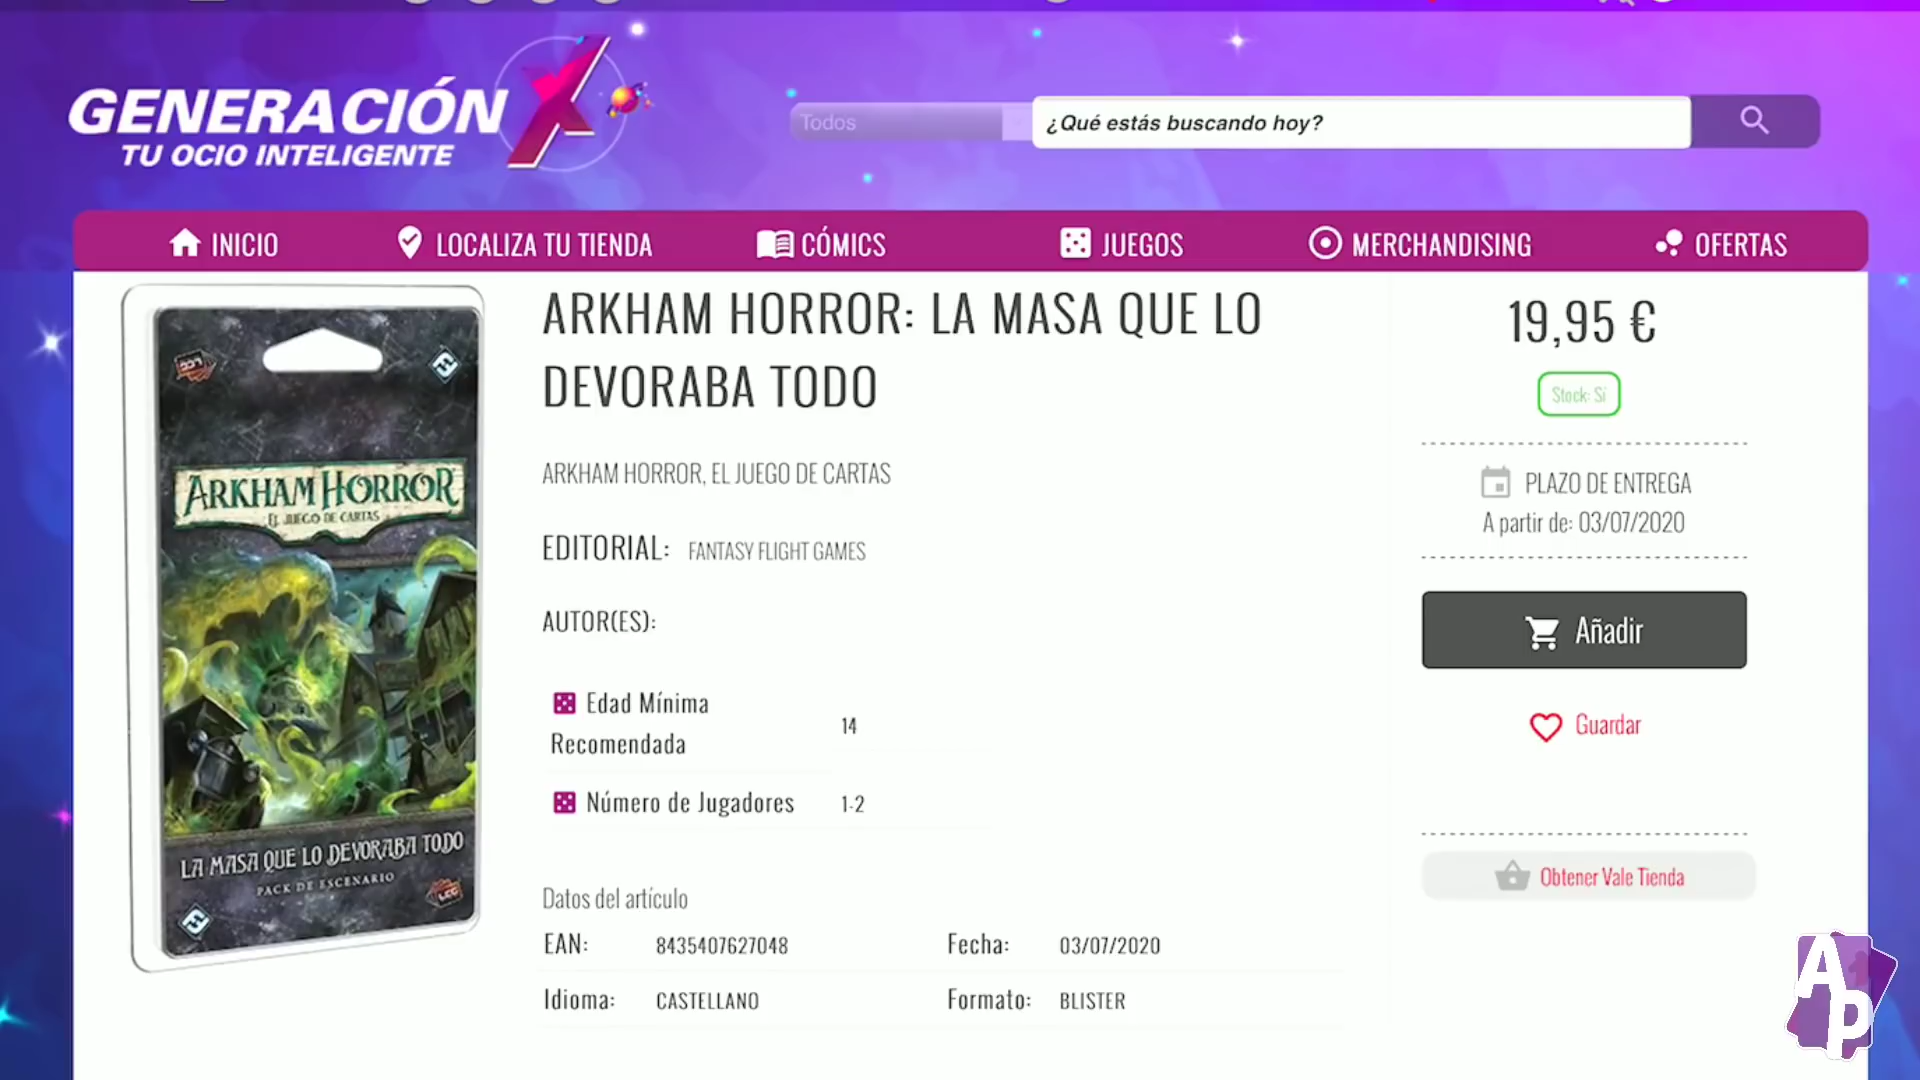 GENERACIÓN X
TU OCIO INTELIGENTE
Todos
¿Qué estás buscando hoy?
INICIO
LOCALIZA TU TIENDA
CÓMICS
JUEGOS
MERCHANDISING
OFERTAS
ARKHAM HORROR
EL JUEGO DE CARTAS
LA MASA QUE LO DEVORABA TODO
PACK DE ESCENARIO
LCG
ARKHAM HORROR: LA MASA QUE LO
DEVORABA TODO
ARKHAM HORROR, EL JUEGO DE CARTAS
EDITORIAL: FANTASY FLIGHT GAMES
AUTOR(ES):
Edad Mínima
Recomendada 14
Número de Jugadores 1-2
Datos del artículo
EAN: 8435407627048 Fecha: 03/07/2020
Idioma: CASTELLANO Formato: BLISTER
19,95 €
Stock: Sí
PLAZO DE ENTREGA
A partir de: 03/07/2020
Añadir
Guardar
Obtener Vale Tienda
AP